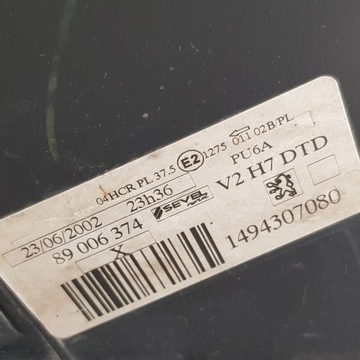 04HCR PL 37.5 E2 1275 011 02B/PL
23/06/2002 23h36 PU6A
89 006 374 SEVEL V2 H7 DTD
X
1494307080